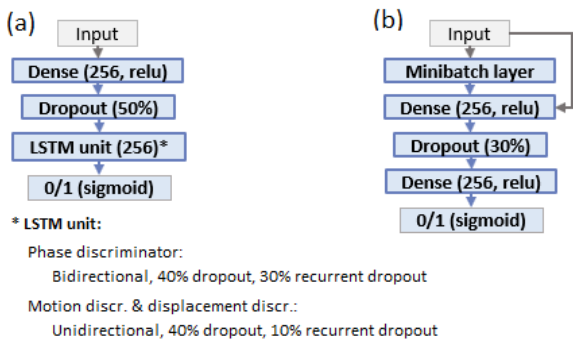 (a)
Input
Dense (256, relu)
Dropout (50%)
LSTM unit (256)*
0/1 (sigmoid)
* LSTM unit:
Phase discriminator:
Bidirectional, 40% dropout, 30% recurrent dropout
Motion discr. & displacement discr.:
Unidirectional, 40% dropout, 10% recurrent dropout
(b)
Input
Minibatch layer
Dense (256, relu)
Dropout (30%)
Dense (256, relu)
0/1 (sigmoid)